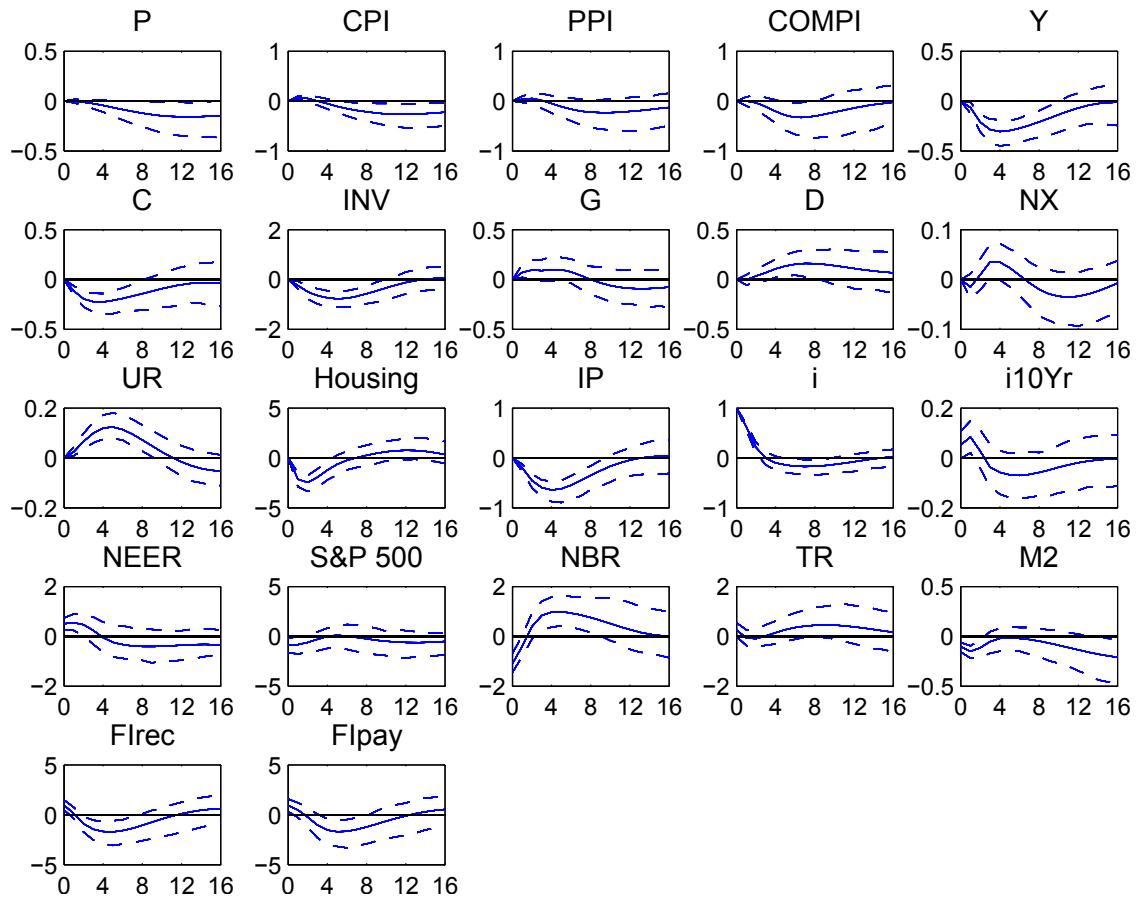 P CPI PPI COMPI Y
0.5 1 1 1 0.5
0 0 0 0 0
−0.5 −1 −1 −1 −0.5
0 4 8 12 16 0 4 8 12 16 0 4 8 12 16 0 4 8 12 16 0 4 8 12 16
C INV G D NX
0.5 2 0.5 0.5 0.1
0 0 0 0 0
−0.5 −2 −0.5 −0.5 −0.1
0 4 8 12 16 0 4 8 12 16 0 4 8 12 16 0 4 8 12 16 0 4 8 12 16
UR Housing IP i i10Yr
0.2 5 1 1 0.2
0 0 0 0 0
−0.2 −5 −1 −1 −0.2
0 4 8 12 16 0 4 8 12 16 0 4 8 12 16 0 4 8 12 16 0 4 8 12 16
NEER S&P 500 NBR TR M2
2 5 2 2 0.5
0 0 0 0 0
−2 −5 −2 −2 −0.5
0 4 8 12 16 0 4 8 12 16 0 4 8 12 16 0 4 8 12 16 0 4 8 12 16
FIrec FIpay
5 5
0 0
−5 −5
0 4 8 12 16 0 4 8 12 16